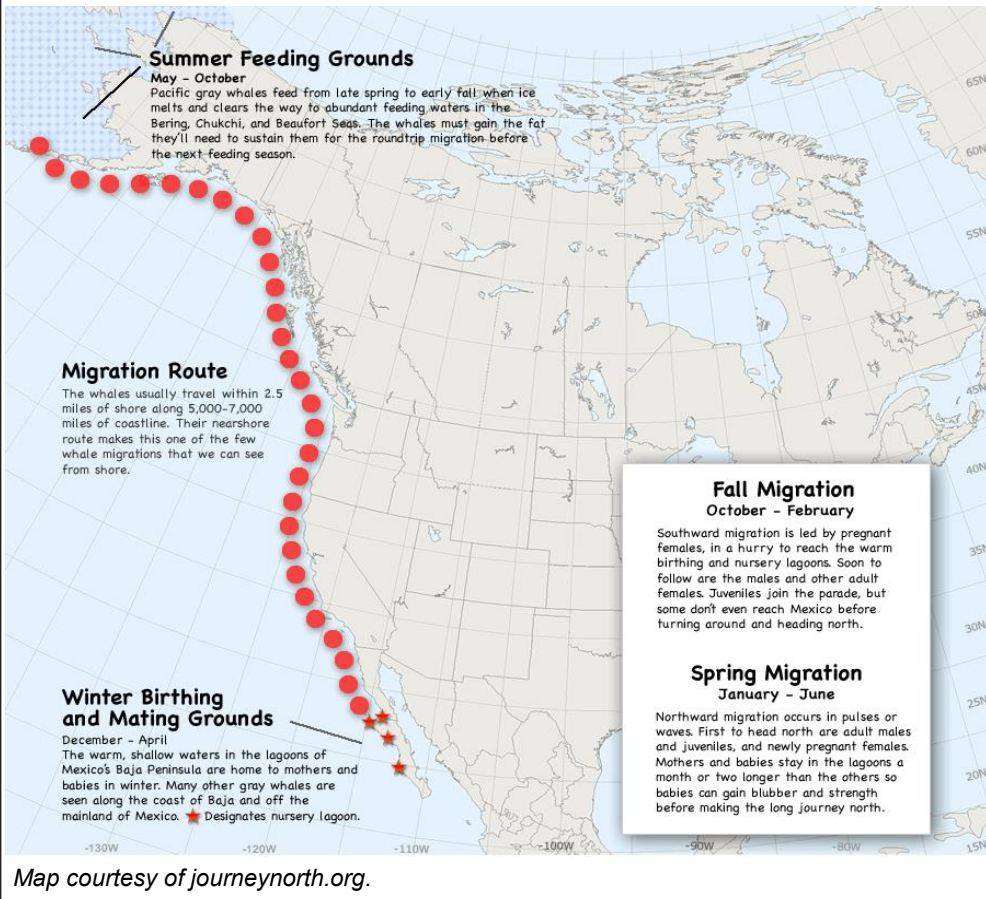 Summer Feeding Grounds
May - October
Pacific gray whales feed from late spring to early fall when ice
melts and clears the way to abundant feeding waters in the
Bering, Chukchi, and Beaufort Seas. The whales must gain the fat
they'll need to sustain them for the roundtrip migration before
the next feeding season.
65N
60N
55N
50N
45N
40N
35N
30N
25N
20N
15N
Migration Route
The whales usually travel within 2.5
miles of shore along 5,000-7,000
miles of coastline. Their nearshore
route makes this one of the few
whale migrations that we can see
from shore.
Fall Migration
October - February
Southward migration is led by pregnant
females, in a hurry to reach the warm
birthing and nursery lagoons. Soon to
follow are the males and other adult
females. Juveniles join the parade, but
some don't even reach Mexico before
turning around and heading north.
Spring Migration
January - June
Northward migration occurs in pulses or
waves. First to head north are adult males
and juveniles, and newly pregnant females.
Mothers and babies stay in the lagoons a
month or two longer than the others so
babies can gain blubber and strength
before making the long journey north.
Winter Birthing
and Mating Grounds
December - April
The warm, shallow waters in the lagoons of
Mexico's Baja Peninsula are home to mothers and
babies in winter. Many other gray whales are
seen along the coast of Baja and off the
mainland of Mexico. ★ Designates nursery lagoon.
-130W -120W -110W -100W -90W -80W
Map courtesy of journeynorth.org.